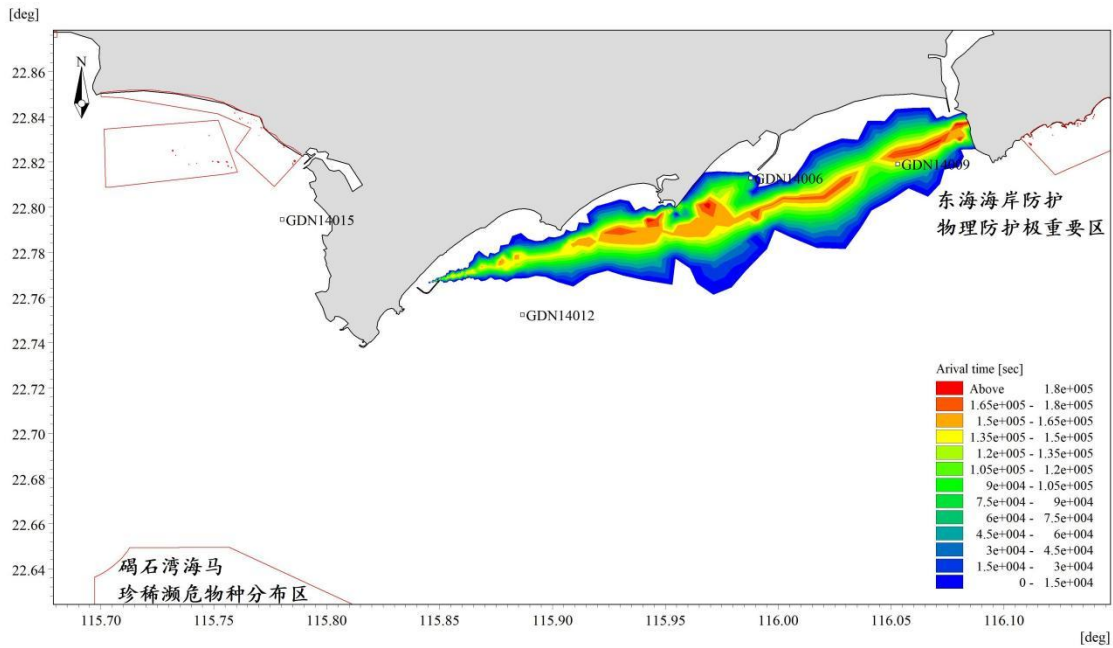 [deg]
N
22.86
22.84
22.82
22.80
22.78
22.76
22.74
22.72
22.70
22.68
22.66
22.64
GDN14015
GDN14012
GDN14006
GDN14009
东海海岸防护
物理防护极重要区
碣石湾海马
珍稀濒危物种分布区
Arival time [sec]
Above 1.8e+005
1.65e+005 - 1.8e+005
1.5e+005 - 1.65e+005
1.35e+005 - 1.5e+005
1.2e+005 - 1.35e+005
1.05e+005 - 1.2e+005
9e+004 - 1.05e+005
7.5e+004 - 9e+004
6e+004 - 7.5e+004
4.5e+004 - 6e+004
3e+004 - 4.5e+004
1.5e+004 - 3e+004
0 - 1.5e+004
115.70 115.75 115.80 115.85 115.90 115.95 116.00 116.05 116.10
[deg]